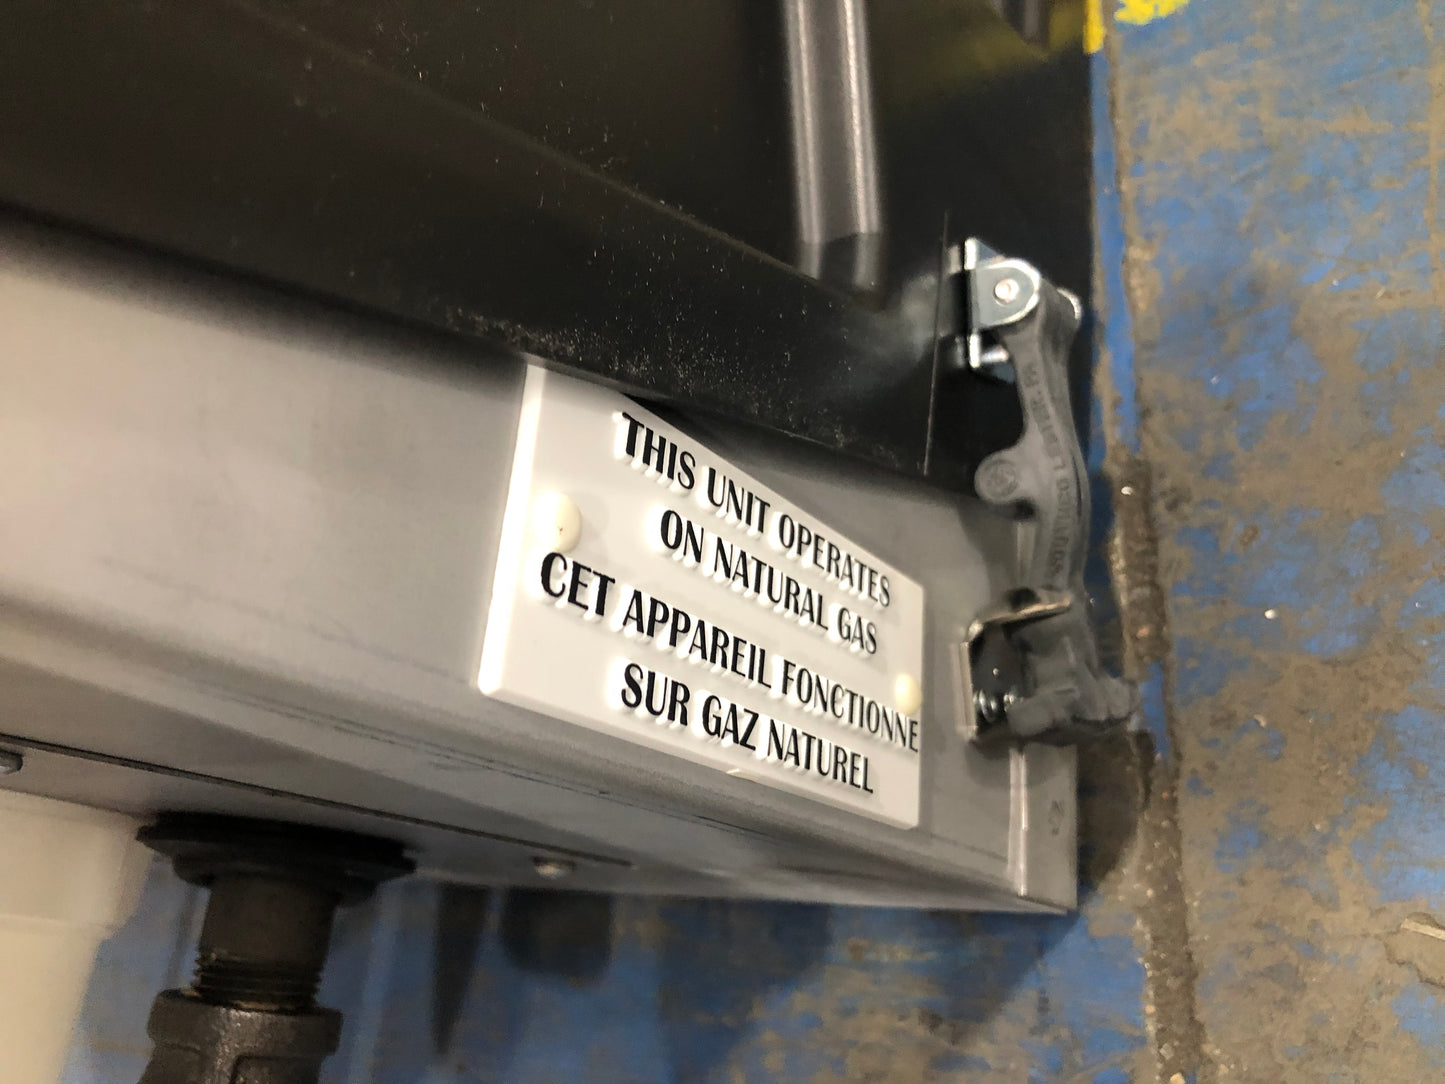 THIS UNIT OPERATES
ON NATURAL GAS
CET APPAREIL FONCTIONNE
SUR GAZ NATUREL